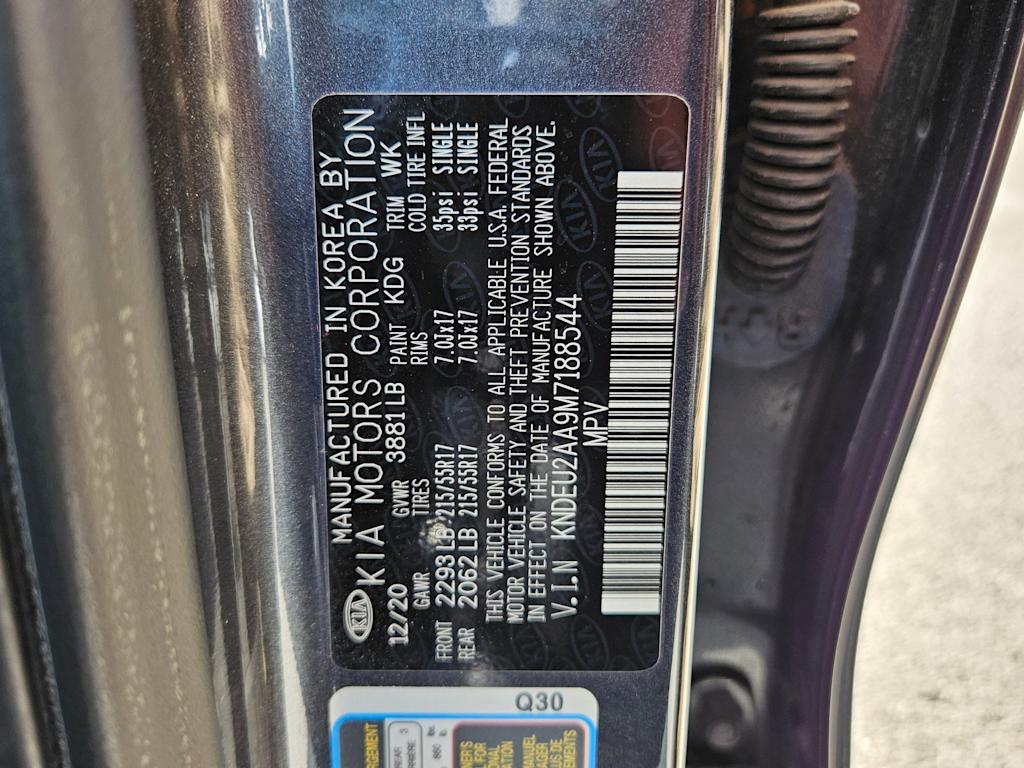 MANUFACTURED IN KOREA BY
KIA KIA MOTORS CORPORATION
12/20 GVWR 3881 LB PAINT KDG TRIM WK
GAWR TIRES RIMS COLD TIRE INFL
FRONT 2293 LB 215/55R17 7.0Jx17 35psi SINGLE
REAR 2062 LB 215/55R17 7.0Jx17 33psi SINGLE
THIS VEHICLE CONFORMS TO ALL APPLICABLE U.S.A. FEDERAL
MOTOR VEHICLE SAFETY AND THEFT PREVENTION STANDARDS
IN EFFECT ON THE DATE OF MANUFACTURE SHOWN ABOVE.
V.I.N KNDEU2AA9M7188544
MPV
Q30